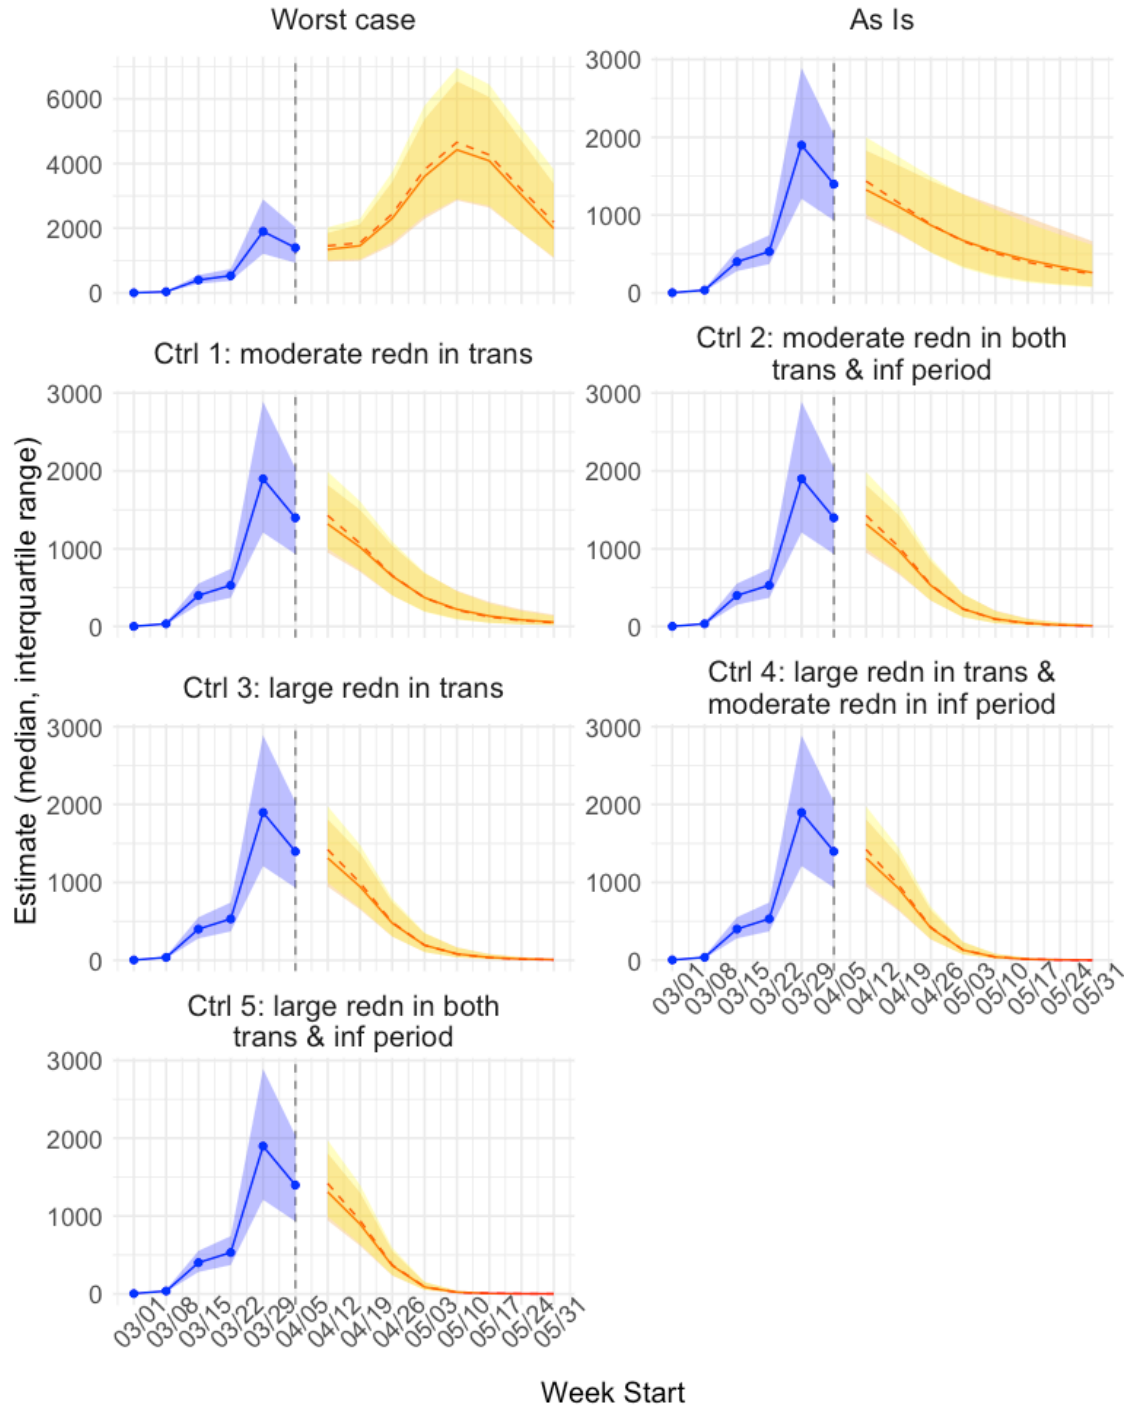 Worst case
As Is
6000
4000
2000
0
3000
2000
1000
0
Ctrl 1: moderate redn in trans
Ctrl 2: moderate redn in both
trans & inf period
3000
2000
1000
0
3000
2000
1000
0
Estimate (median, interquartile range)
Ctrl 3: large redn in trans
Ctrl 4: large redn in trans &
moderate redn in inf period
3000
2000
1000
0
3000
2000
1000
0
03/01 03/08 03/15 03/22 03/29 04/05 04/12 04/19 04/26 05/03 05/10 05/17 05/24 05/31
Ctrl 5: large redn in both
trans & inf period
3000
2000
1000
0
03/01 03/08 03/15 03/22 03/29 04/05 04/12 04/19 04/26 05/03 05/10 05/17 05/24 05/31
Week Start